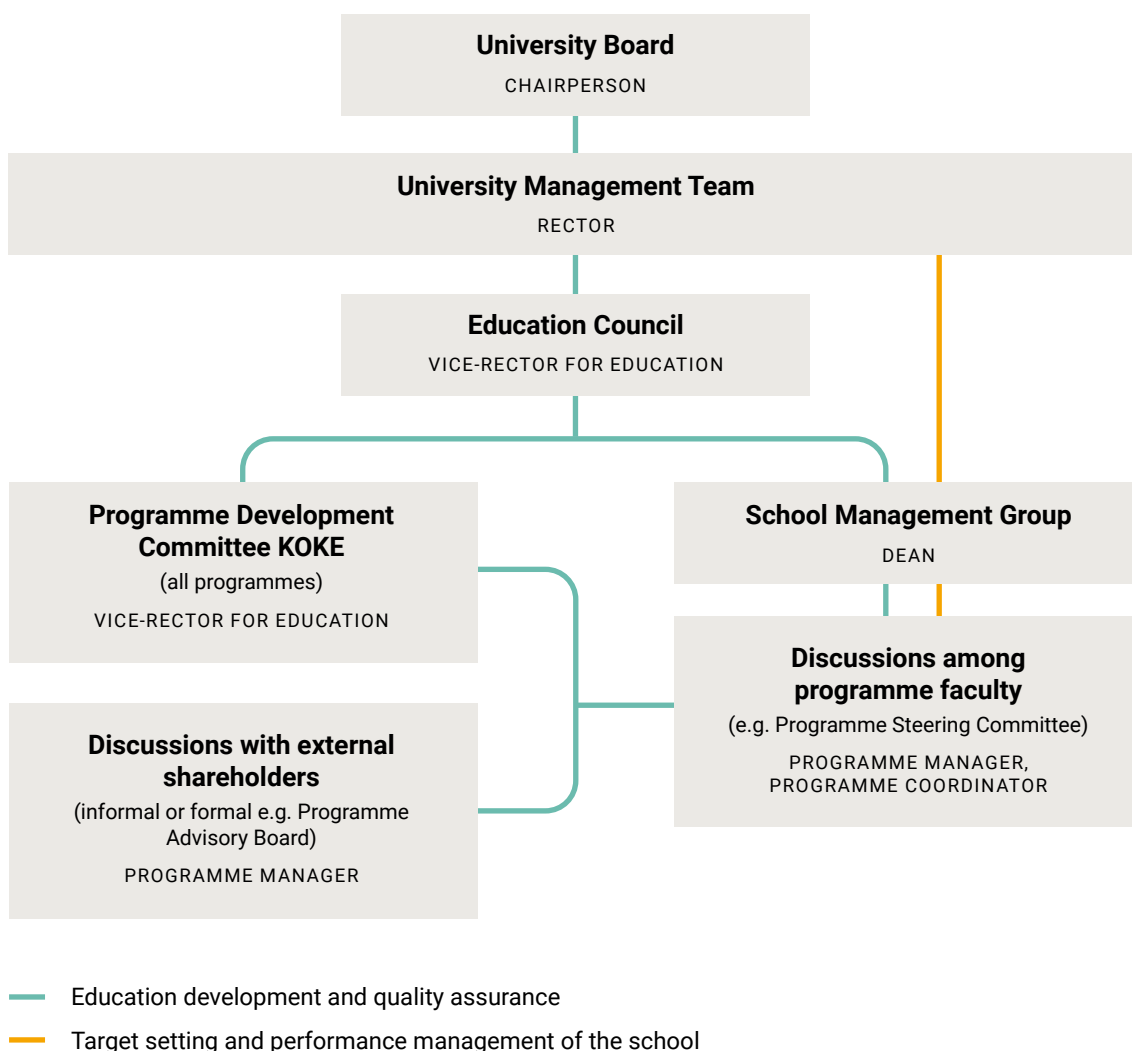 University Board
CHAIRPERSON
University Management Team
RECTOR
Education Council
VICE-RECTOR FOR EDUCATION
Programme Development
Committee KOKE
(all programmes)
VICE-RECTOR FOR EDUCATION
School Management Group
DEAN
Discussions with external
shareholders
(informal or formal e.g. Programme
Advisory Board)
PROGRAMME MANAGER
Discussions among
programme faculty
(e.g. Programme Steering Committee)
PROGRAMME MANAGER,
PROGRAMME COORDINATOR
Education development and quality assurance
Target setting and performance management of the school